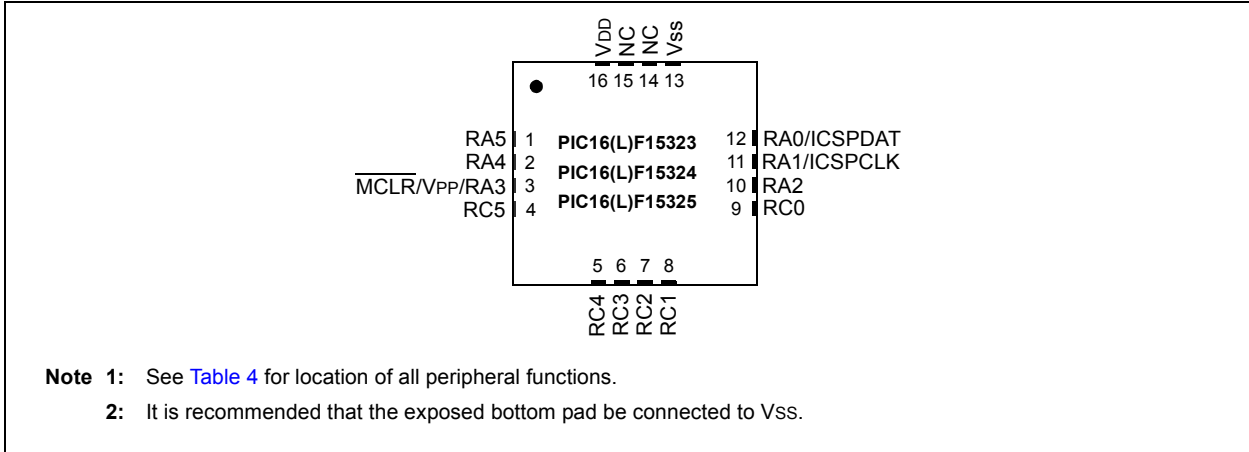 VDD NC NC Vss
16 15 14 13
RA5 1 PIC16(L)F15323 12 RA0/ICSPDAT
RA4 2 PIC16(L)F15324 11 RA1/ICSPCLK
MCLR/VPP/RA3 3 PIC16(L)F15325 10 RA2
RC5 4 9 RC0
5 6 7 8
RC4 RC3 RC2 RC1
Note 1: See Table 4 for location of all peripheral functions.
2: It is recommended that the exposed bottom pad be connected to VSS.